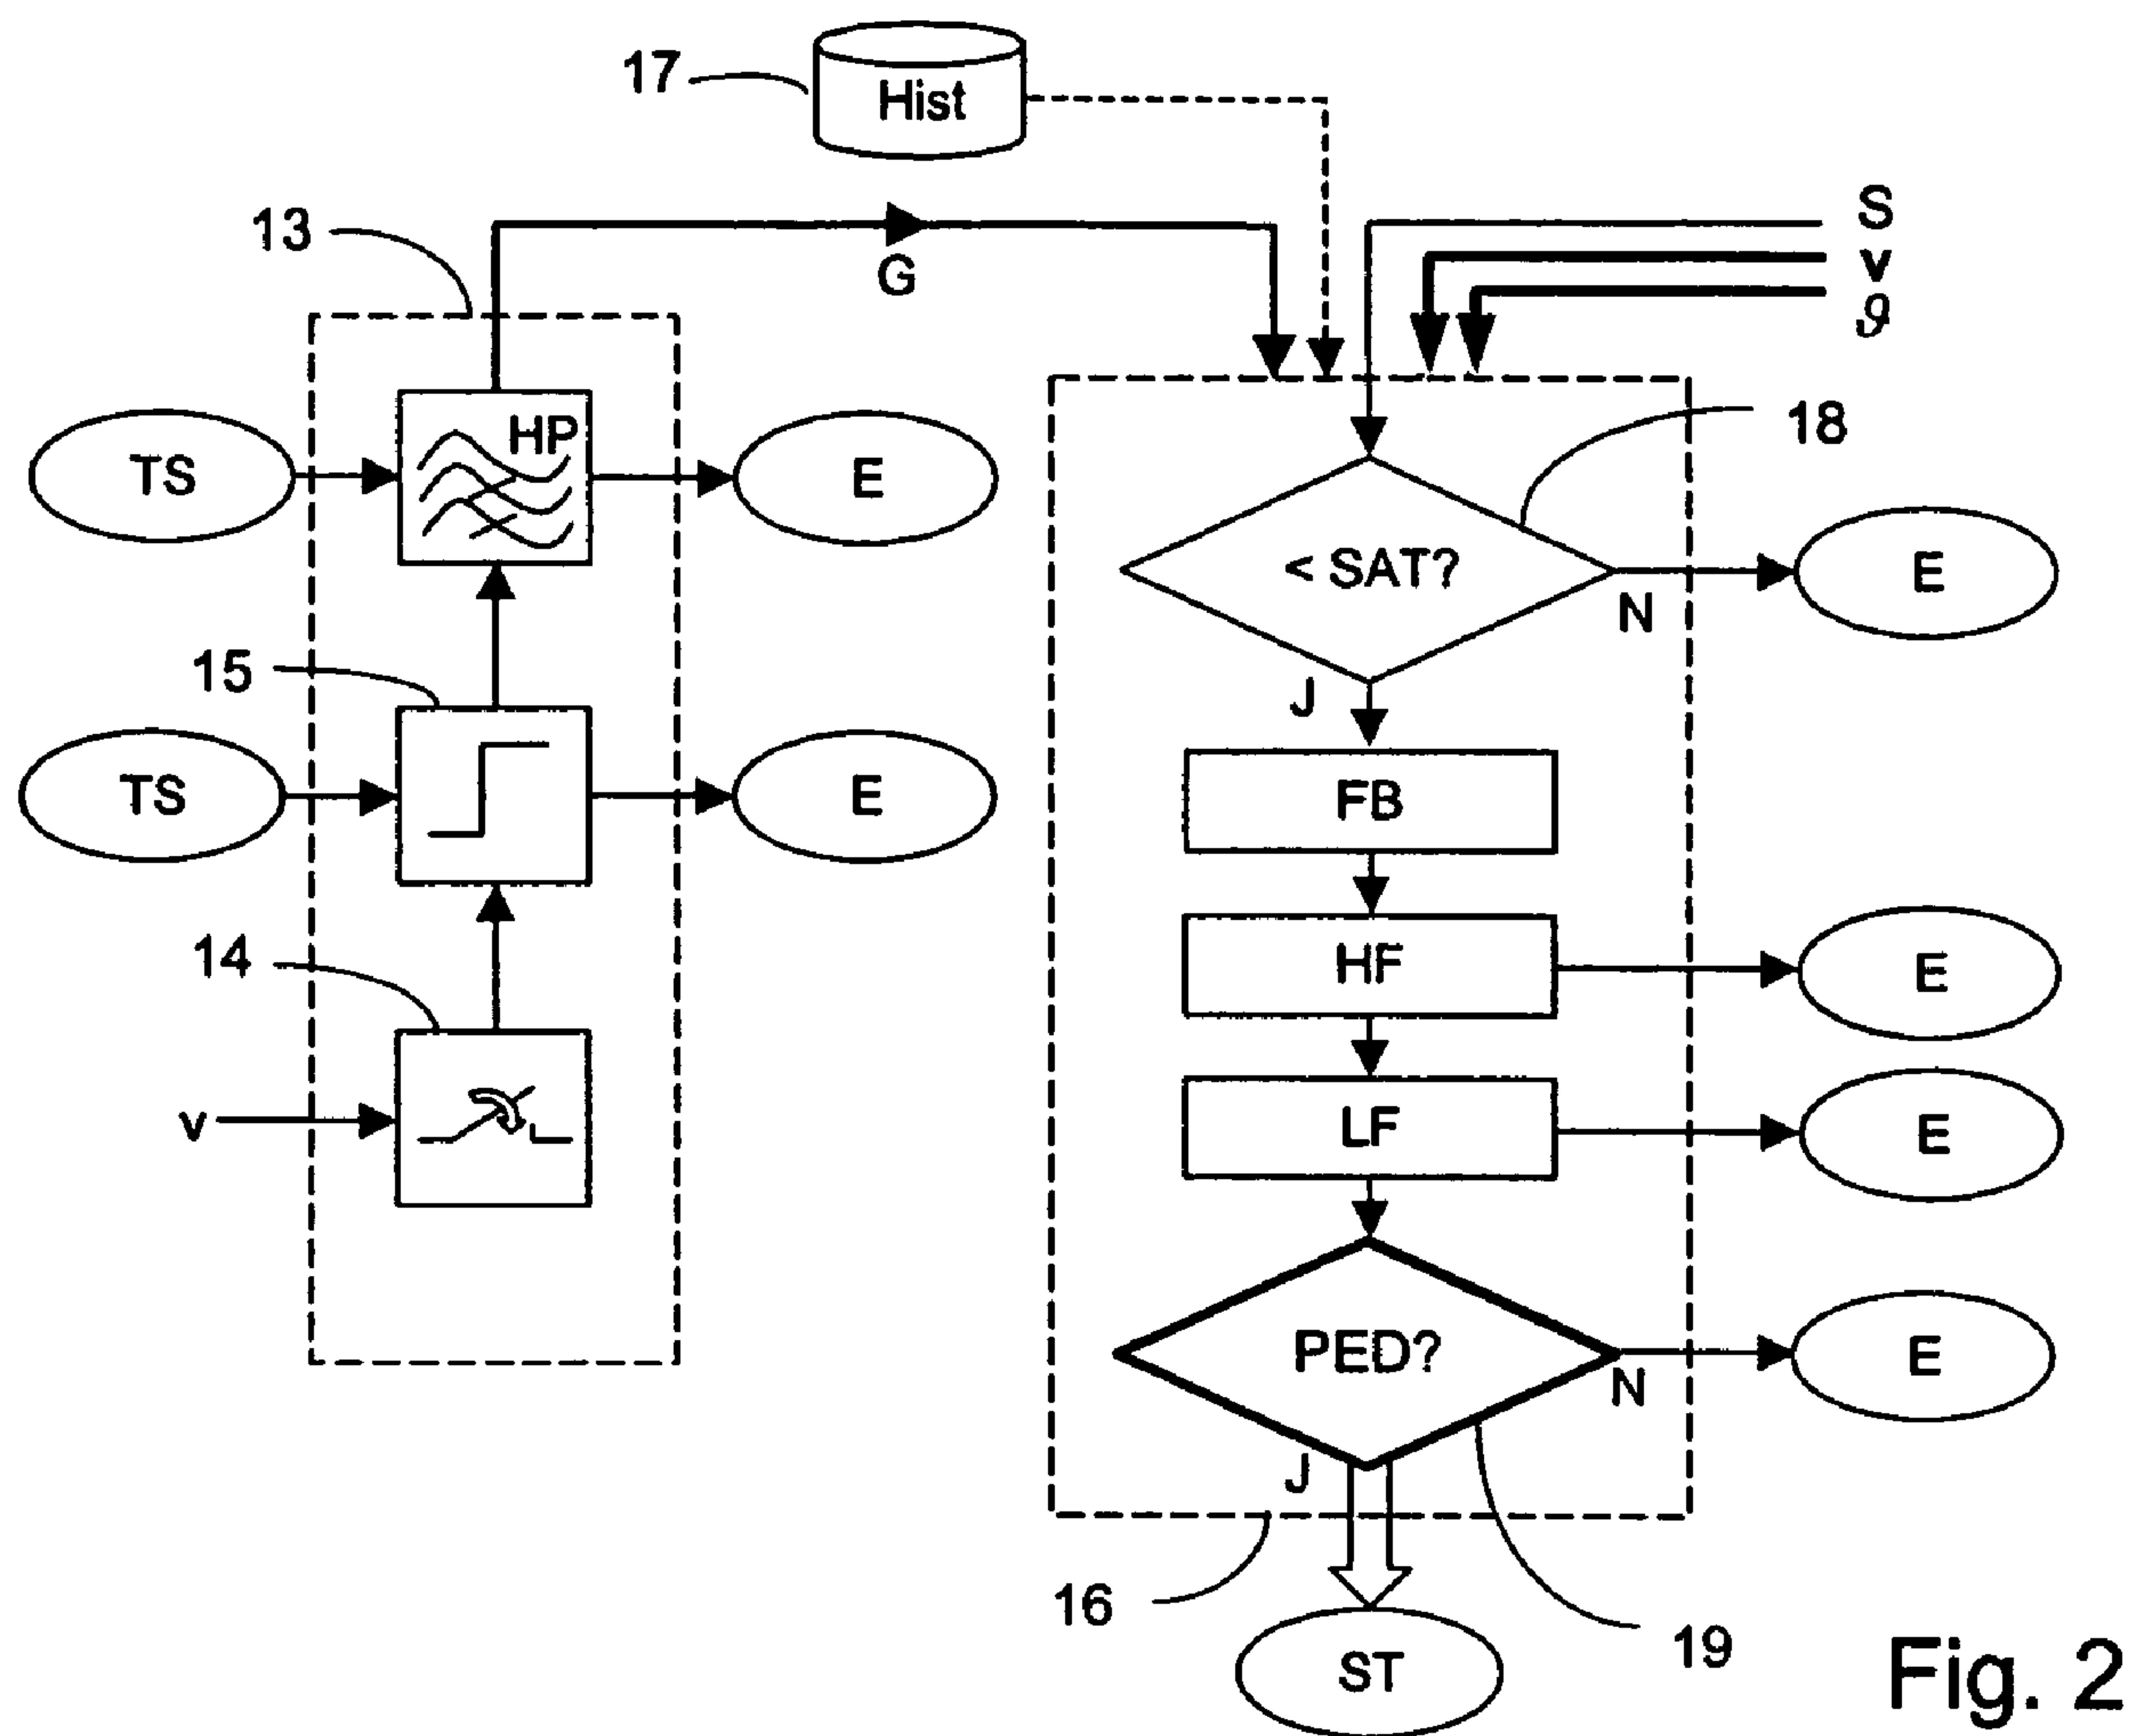 17
Hist
S
v
ϑ
13
G
HP
TS
E
18
< SAT?
E
N
15
J
TS
E
FB
14
HF
E
v
LF
E
PED?
E
N
J
16
19
ST
Fig. 2